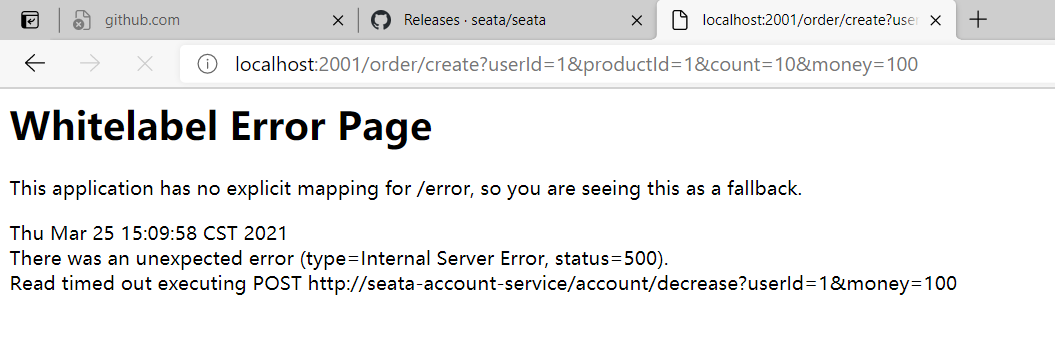 github.com
Releases · seata/seata
localhost:2001/order/create?user
localhost:2001/order/create?userId=1&productId=1&count=10&money=100
Whitelabel Error Page
This application has no explicit mapping for /error, so you are seeing this as a fallback.
Thu Mar 25 15:09:58 CST 2021
There was an unexpected error (type=Internal Server Error, status=500).
Read timed out executing POST http://seata-account-service/account/decrease?userId=1&money=100